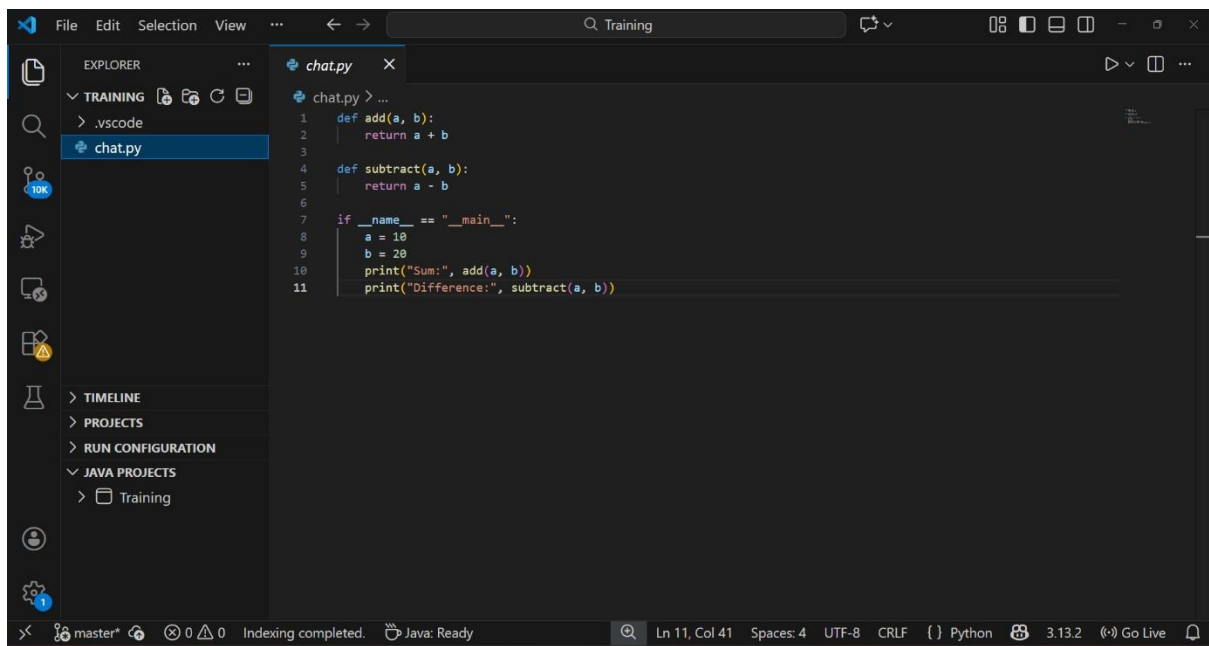 File Edit Selection View ··· Training
EXPLORER ···
TRAINING
.vscode
chat.py
TIMELINE
PROJECTS
RUN CONFIGURATION
JAVA PROJECTS
Training
10K
1
chat.py
chat.py > ...
1 def add(a, b):
2     return a + b
3
4 def subtract(a, b):
5     return a - b
6
7 if __name__ == "__main__":
8     a = 10
9     b = 20
10     print("Sum:", add(a, b))
11     print("Difference:", subtract(a, b))
master* 0 0 Indexing completed. Java: Ready Ln 11, Col 41 Spaces: 4 UTF-8 CRLF { } Python 3.13.2 Go Live